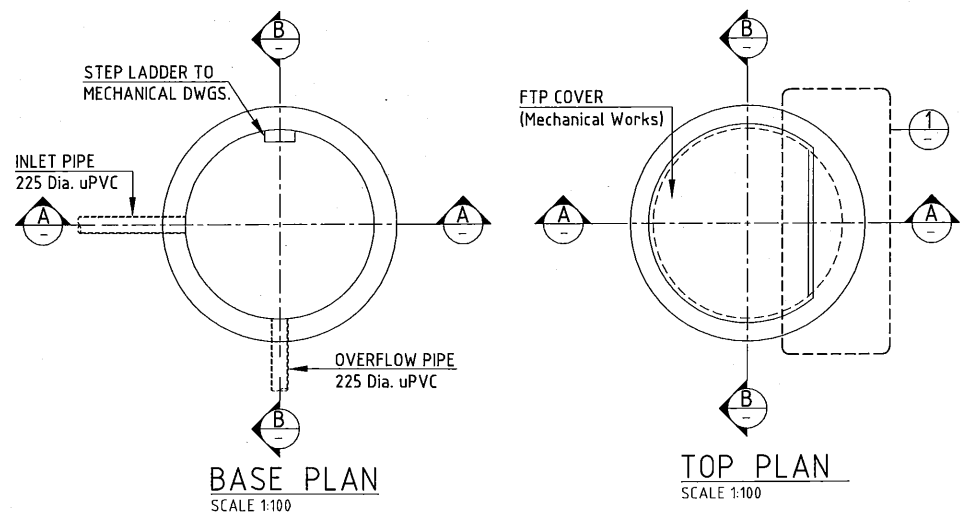 B
-
STEP LADDER TO
MECHANICAL DWGS.
INLET PIPE
225 Dia. uPVC
A
-
A
-
OVERFLOW PIPE
225 Dia. uPVC
B
-
BASE PLAN
SCALE 1:100
B
-
FTP COVER
(Mechanical Works)
1
-
A
-
A
-
B
-
TOP PLAN
SCALE 1:100